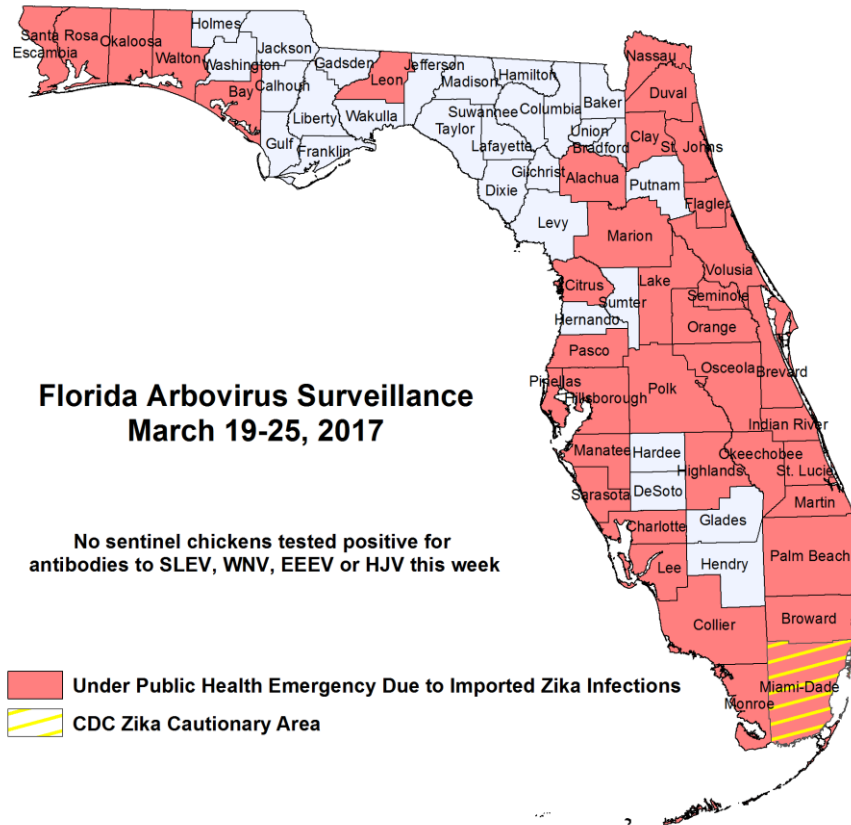 Holmes
Santa Rosa
Jackson
Escambia
Okaloosa
Walton
Washington
Gadsden
Jefferson
Hamilton
Nassau
Leon
Madison
Bay
Calhoun
Suwannee
Columbia
Baker
Duval
Liberty
Wakulla
Taylor
Union
Clay
St. Johns
Gulf
Franklin
Lafayette
Bradford
Gilchrist
Alachua
Putnam
Dixie
Flagler
Levy
Marion
Volusia
Citrus
Lake
Sumter
Seminole
Hernando
Orange
Pasco
Osceola
Brevard
Pinellas
Hillsborough
Polk
Florida Arbovirus Surveillance
March 19-25, 2017
Indian River
Manatee
Hardee
Okeechobee
Highlands
St. Lucie
Sarasota
DeSoto
Martin
Glades
Charlotte
No sentinel chickens tested positive for
antibodies to SLEV, WNV, EEEV or HJV this week
Palm Beach
Lee
Hendry
Collier
Broward
Under Public Health Emergency Due to Imported Zika Infections
Miami-Dade
Monroe
CDC Zika Cautionary Area